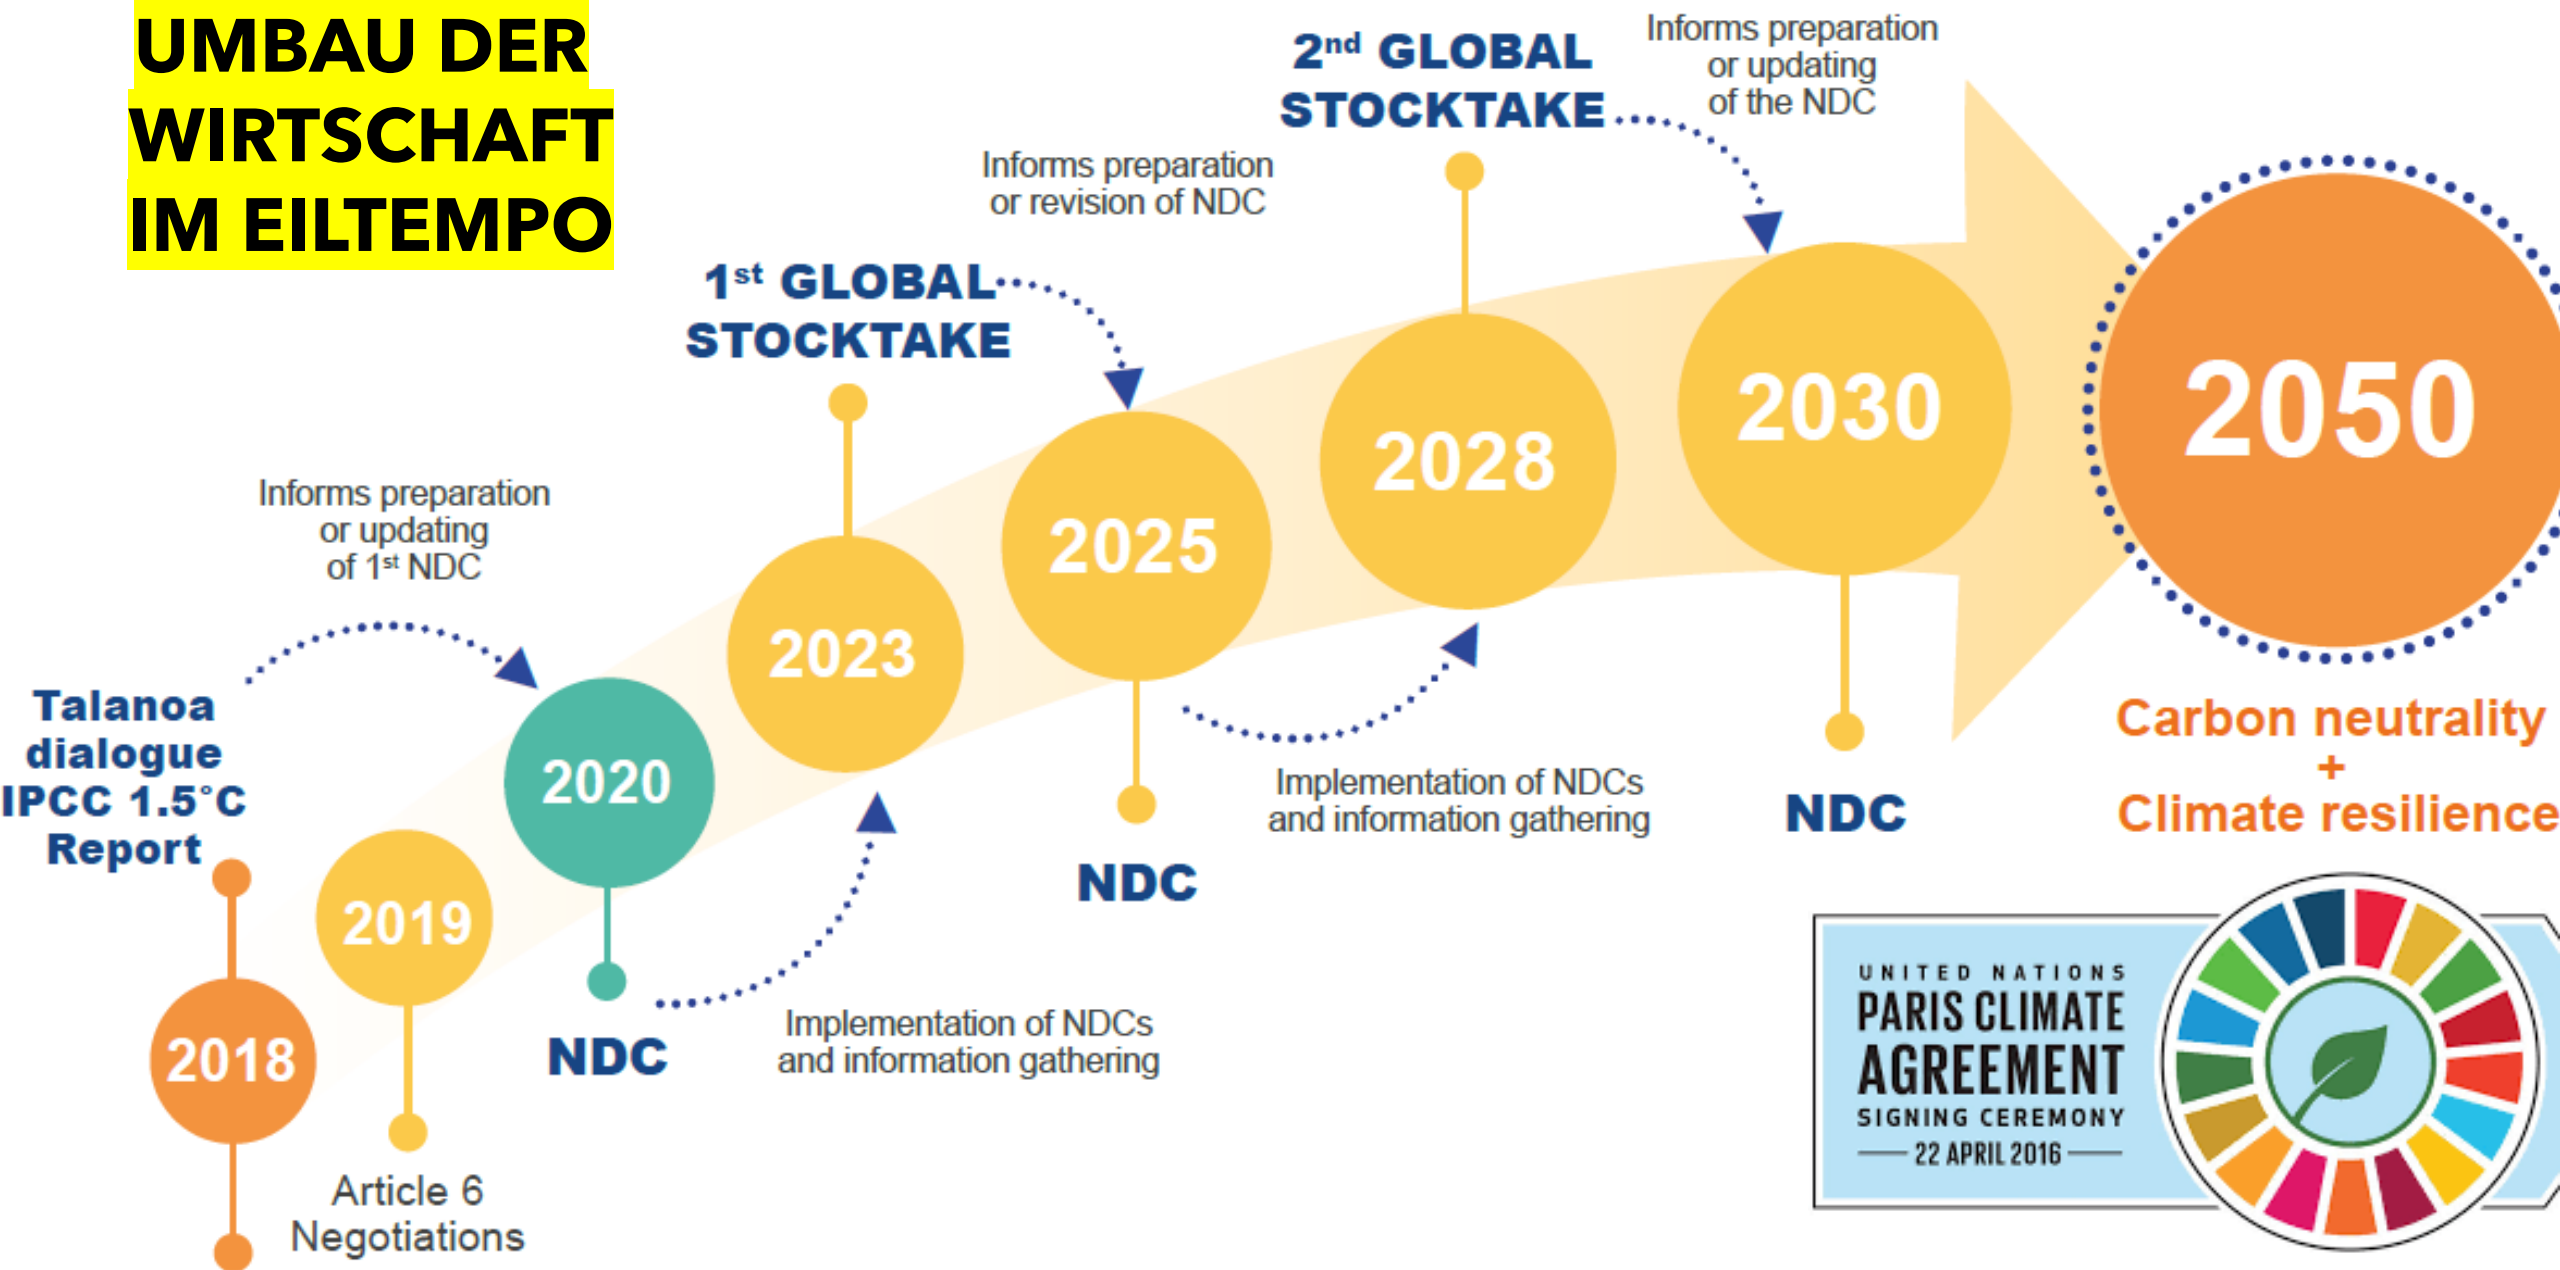 UMBAU DER
WIRTSCHAFT
IM EILTEMPO
2nd GLOBAL
STOCKTAKE
Informs preparation
or updating
of the NDC
Informs preparation
or revision of NDC
1st GLOBAL
STOCKTAKE
Informs preparation
or updating
of 1st NDC
Talanoa
dialogue
IPCC 1.5°C
Report
2018
2019
2020
2023
2025
2028
2030
2050
Article 6
Negotiations
NDC
Implementation of NDCs
and information gathering
NDC
Implementation of NDCs
and information gathering
NDC
Carbon neutrality
+
Climate resilience
UNITED NATIONS
PARIS CLIMATE
AGREEMENT
SIGNING CEREMONY
22 APRIL 2016